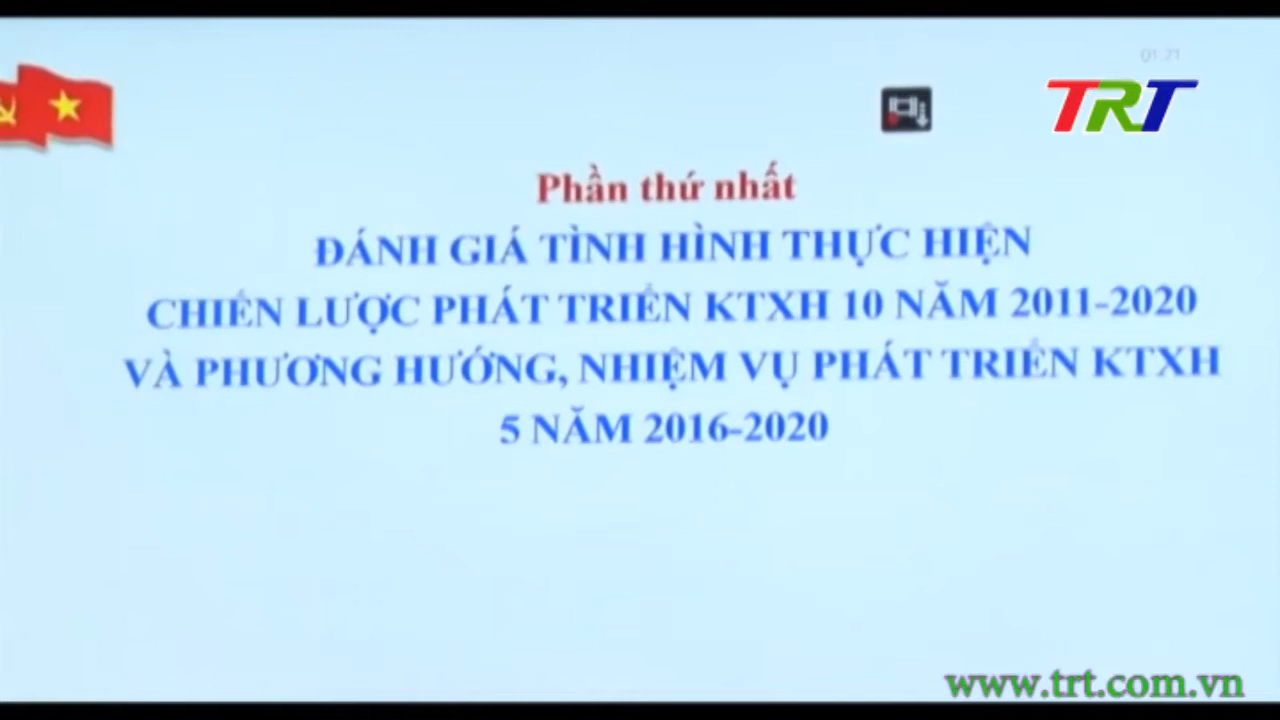 TRT
Phần thứ nhất
ĐÁNH GIÁ TÌNH HÌNH THỰC HIỆN
CHIẾN LƯỢC PHÁT TRIỂN KTXH 10 NĂM 2011-2020
VÀ PHƯƠNG HƯỚNG, NHIỆM VỤ PHÁT TRIỂN KTXH
5 NĂM 2016-2020
www.trt.com.vn